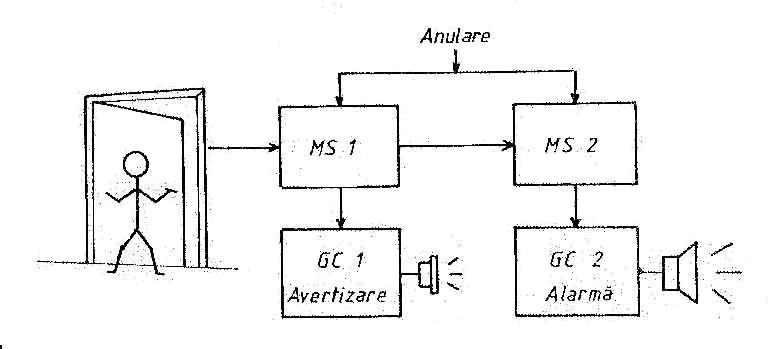 Anulare
MS 1
MS 2
GC 1
Avertizare
GC 2
Alarmă